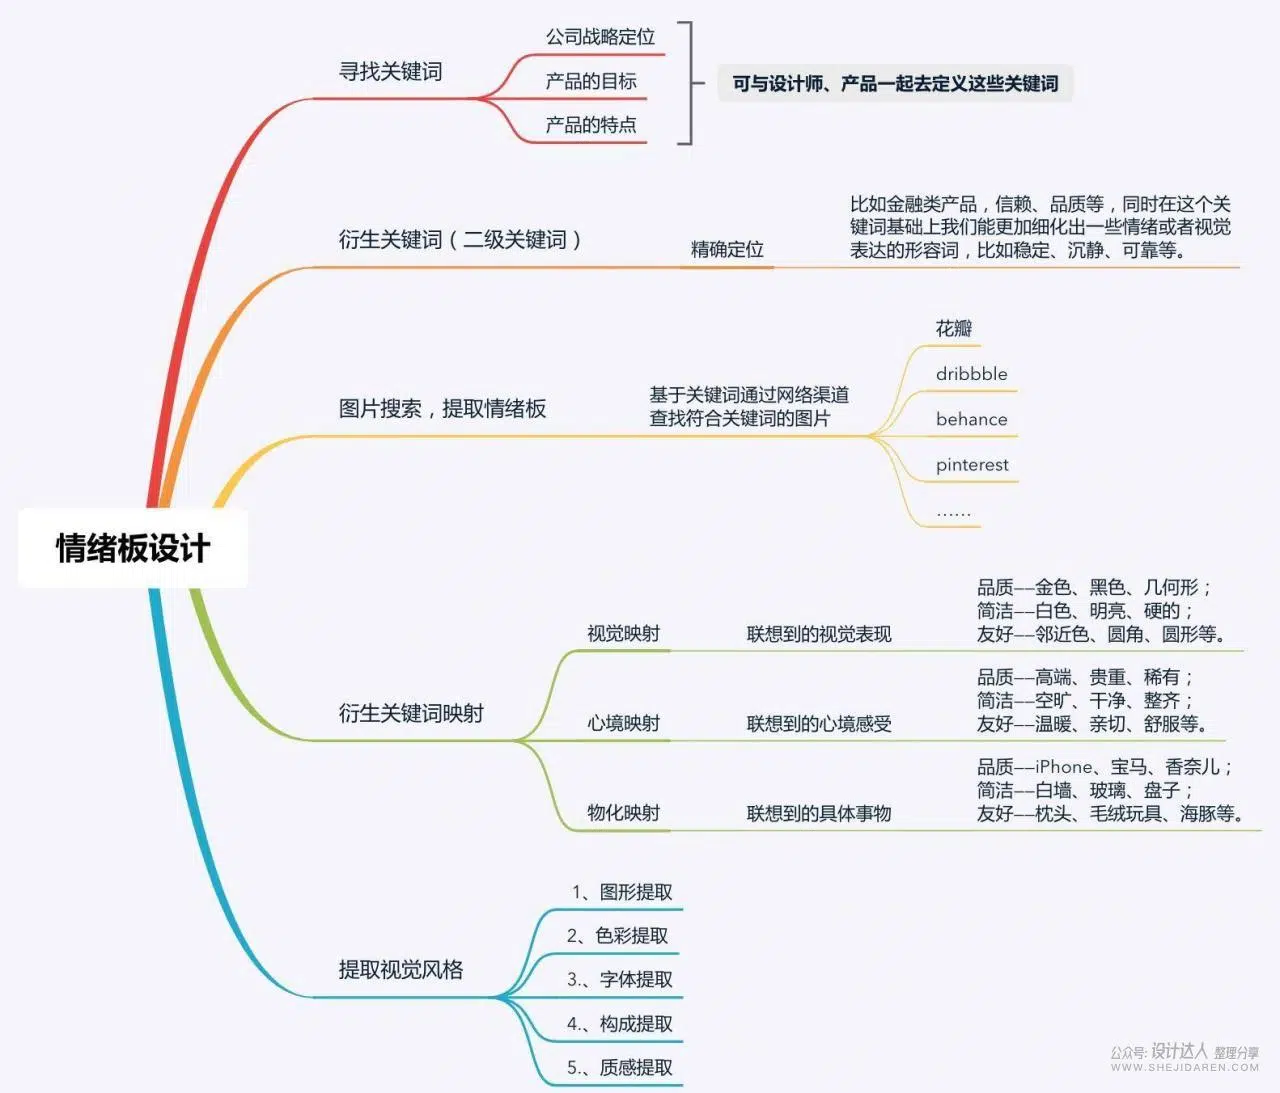 寻找关键词
公司战略定位
产品的目标
产品的特点
可与设计师、产品一起去定义这些关键词
衍生关键词（二级关键词）
精确定位
比如金融类产品，信赖、品质等，同时在这个关
键词基础上我们能更加细化出一些情绪或者视觉
表达的形容词，比如稳定、沉静、可靠等。
图片搜索，提取情绪板
基于关键词通过网络渠道
查找符合关键词的图片
花瓣
dribbble
behance
pinterest
……
情绪板设计
衍生关键词映射
视觉映射
联想到的视觉表现
品质——金色、黑色、几何形；
简洁——白色、明亮、硬的；
友好——邻近色、圆角、圆形等。
心境映射
联想到的心境感受
品质——高端、贵重、稀有；
简洁——空旷、干净、整齐；
友好——温暖、亲切、舒服等。
物化映射
联想到的具体事物
品质——iPhone、宝马、香奈儿；
简洁——白墙、玻璃、盘子；
友好——枕头、毛绒玩具、海豚等。
提取视觉风格
1、图形提取
2、色彩提取
3.、字体提取
4.、构成提取
5.、质感提取
公众号: 设计达人 整理分享
WWW.SHEJIDAREN.COM